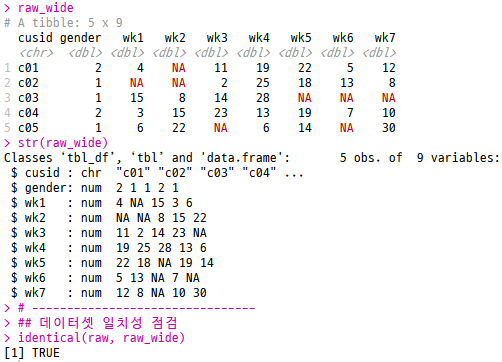 > raw_wide
# A tibble: 5 x 9
  cusid gender   wk1   wk2   wk3   wk4   wk5   wk6   wk7
  <chr>  <dbl> <dbl> <dbl> <dbl> <dbl> <dbl> <dbl> <dbl>
1 c01        2     4    NA    11    19    22     5    12
2 c02        1    NA    NA     2    25    18    13     8
3 c03        1    15     8    14    28    NA    NA    NA
4 c04        2     3    15    23    13    19     7    10
5 c05        1     6    22    NA     6    14    NA    30
> str(raw_wide)
Classes ‘tbl_df’, ‘tbl’ and 'data.frame':	5 obs. of  9 variables:
 $ cusid : chr  "c01" "c02" "c03" "c04" ...
 $ gender: num  2 1 1 2 1
 $ wk1   : num  4 NA 15 3 6
 $ wk2   : num  NA NA 8 15 22
 $ wk3   : num  11 2 14 23 NA
 $ wk4   : num  19 25 28 13 6
 $ wk5   : num  22 18 NA 19 14
 $ wk6   : num  5 13 NA 7 NA
 $ wk7   : num  12 8 NA 10 30
> # --------------------------------
> ## 데이터셋 일치성 점검
> identical(raw, raw_wide)
[1] TRUE